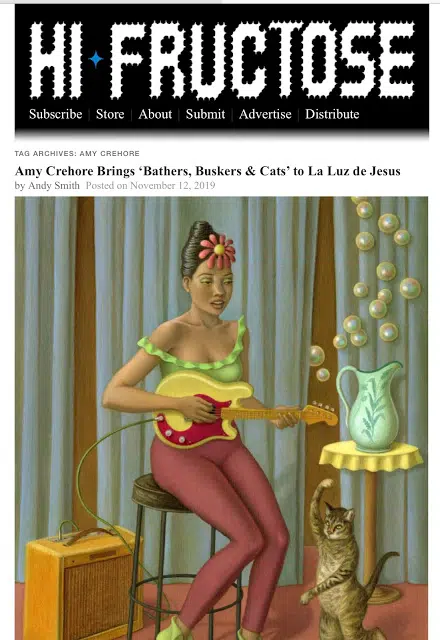 HI✦FRUCTOSE
Subscribe | Store | About | Submit | Advertise | Distribute
TAG ARCHIVES: AMY CREHORE
Amy Crehore Brings ‘Bathers, Buskers & Cats’ to La Luz de Jesus
by Andy Smith Posted on November 12, 2019